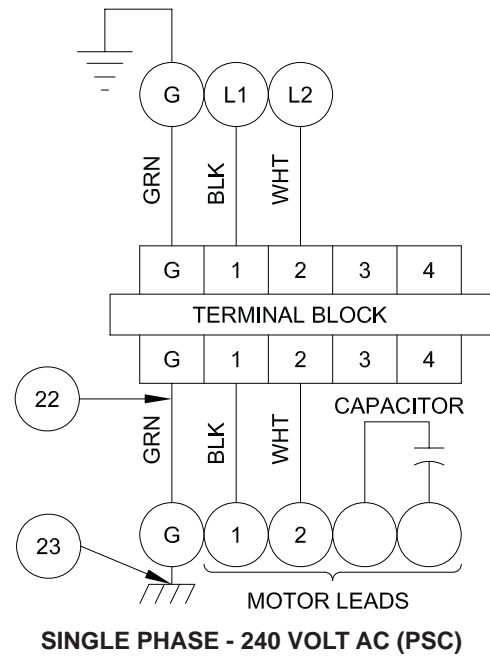 G L1 L2
GRN BLK WHT
G 1 2 3 4
TERMINAL BLOCK
G 1 2 3 4
22
CAPACITOR
GRN BLK WHT
G 1 2
23
MOTOR LEADS
SINGLE PHASE - 240 VOLT AC (PSC)